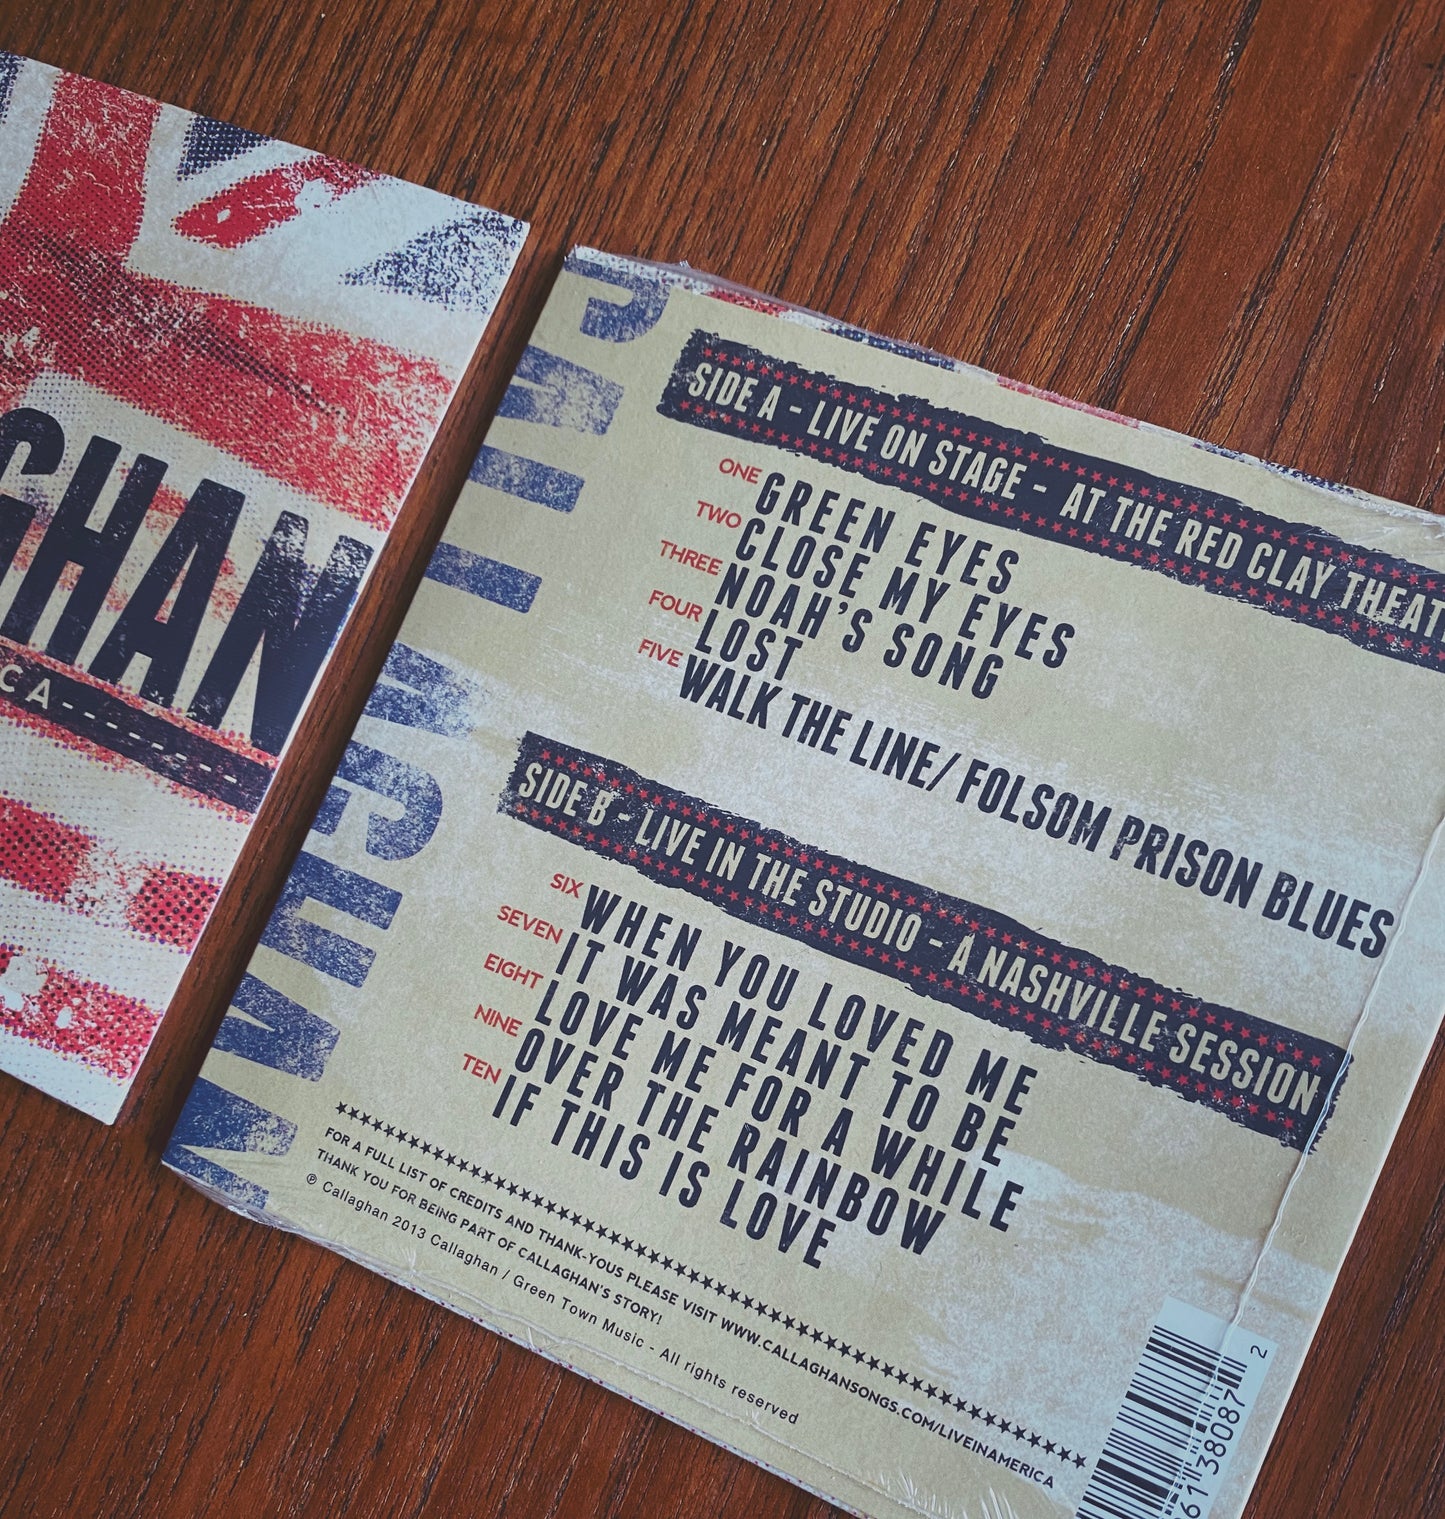 GHAN
CA
SIDE A - LIVE ON STAGE - AT THE RED CLAY
ONE GREEN EYES
TWO CLOSE MY EYES
THREE NOAH'S SONG
FOUR LOST
FIVE WALK THE LINE/ FOLSOM PRISON BLUES
SIDE B - LIVE IN THE STUDIO - A NASHVILLE SESSION
SIX WHEN YOU LOVED ME
SEVEN IT WAS MEANT TO BE
EIGHT LOVE ME FOR A WHILE
NINE OVER THE RAINBOW
TEN IF THIS IS LOVE
FOR A FULL LIST OF CREDITS AND THANK-YOUS PLEASE VISIT WWW.CALLAGHANSONGS.COM/LIVEINAMERICA
THANK YOU FOR BEING PART OF CALLAGHAN'S STORY!
℗ Callaghan 2013 Callaghan / Green Town Music - All rights reserved
61138087 2